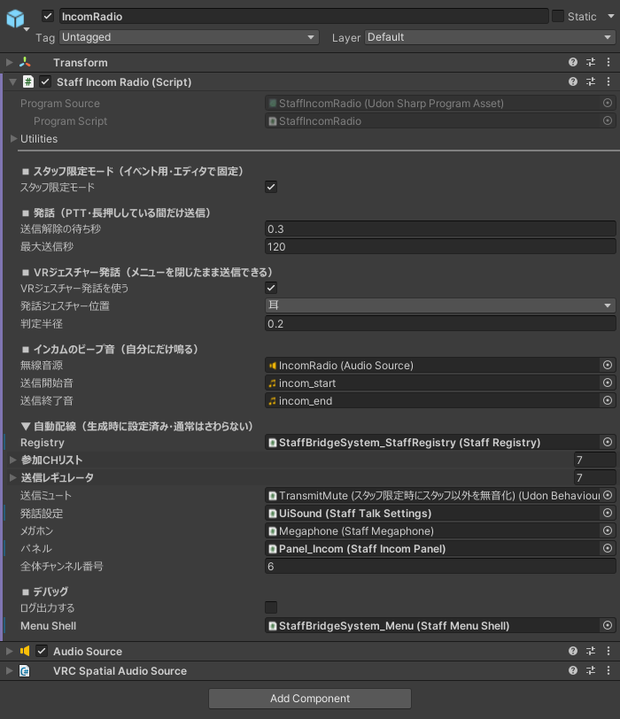 IncomRadio Static
Tag Untagged Layer Default
Transform
Staff Incom Radio (Script)
Program Source StaffIncomRadio (Udon Sharp Program Asset)
Program Script StaffIncomRadio
Utilities
■ スタッフ限定モード（イベント用・エディタで固定）
スタッフ限定モード
■ 発話（PTT・長押ししている間だけ送信）
送信解除の待ち秒 0.3
最大送信秒 120
■ VRジェスチャー発話（メニューを閉じたまま送信できる）
VRジェスチャー発話を使う
発話ジェスチャー位置 耳
判定半径 0.2
■ インカムのビープ音（自分にだけ鳴る）
無線音源 IncomRadio (Audio Source)
送信開始音 incom_start
送信終了音 incom_end
▼ 自動配線（生成時に設定済み・通常はさわらない）
Registry StaffBridgeSystem_StaffRegistry (Staff Registry)
参加CHリスト 7
送信レギュレータ 7
送信ミュート TransmitMute (スタッフ限定時にスタッフ以外を無音化) (Udon Behaviour
発話設定 UiSound (Staff Talk Settings)
メガホン Megaphone (Staff Megaphone)
パネル Panel_Incom (Staff Incom Panel)
全体チャンネル番号 6
■ デバッグ
ログ出力する
Menu Shell StaffBridgeSystem_Menu (Staff Menu Shell)
Audio Source
VRC Spatial Audio Source
Add Component